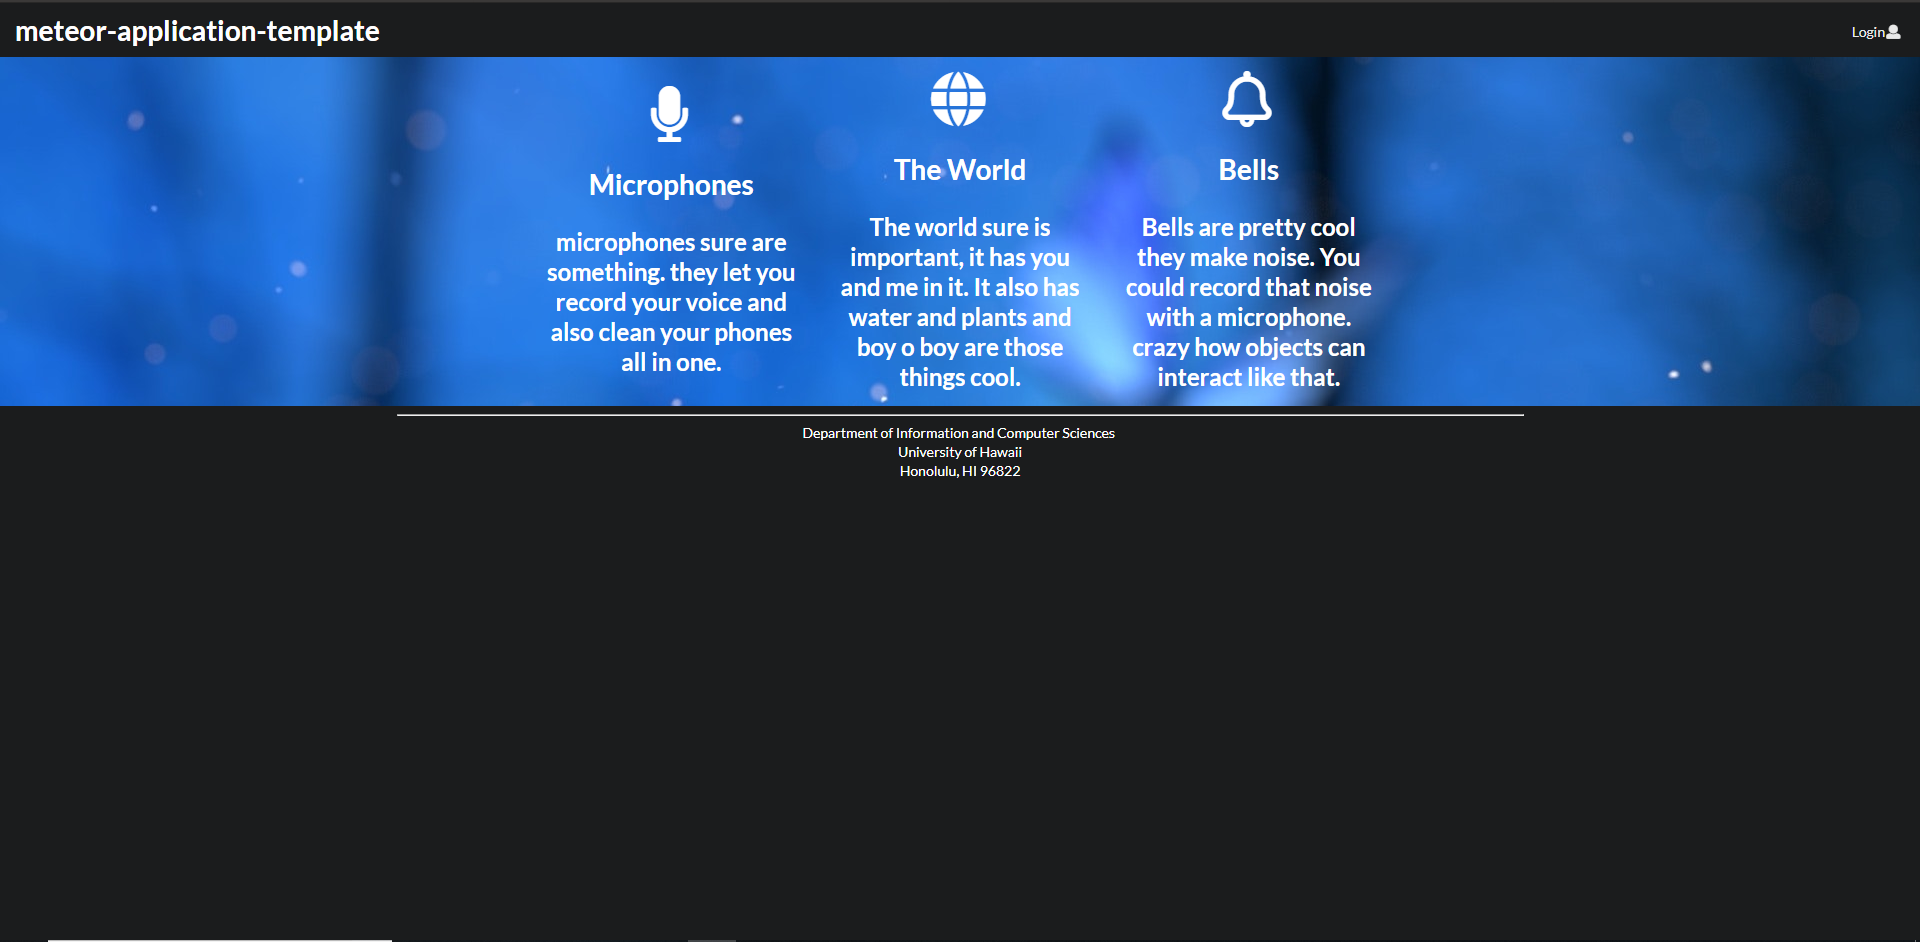 meteor-application-template
Login
Microphones
microphones sure are
something. they let you
record your voice and
also clean your phones
all in one.
The World
The world sure is
important, it has you
and me in it. It also has
water and plants and
boy o boy are those
things cool.
Bells
Bells are pretty cool
they make noise. You
could record that noise
with a microphone.
crazy how objects can
interact like that.
Department of Information and Computer Sciences
University of Hawaii
Honolulu, HI 96822